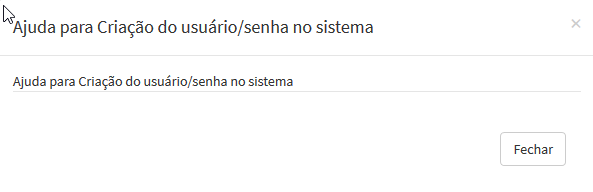 Ajuda para Criação do usuário/senha no sistema
×
Ajuda para Criação do usuário/senha no sistema
Fechar